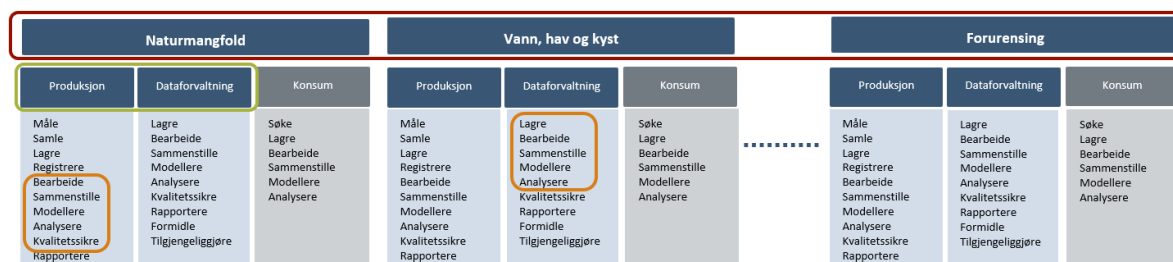 Naturmangfold
Produksjon
Måle
Samle
Lagre
Registrere
Bearbeide
Sammenstille
Modellere
Analysere
Kvalitetssikre
Rapportere
Dataforvaltning
Lagre
Bearbeide
Sammenstille
Modellere
Analysere
Kvalitetssikre
Rapportere
Formidle
Tilgjengeliggjøre
Konsum
Søke
Lagre
Bearbeide
Sammenstille
Modellere
Analysere
Vann, hav og kyst
Produksjon
Måle
Samle
Lagre
Registrere
Bearbeide
Sammenstille
Modellere
Analysere
Kvalitetssikre
Rapportere
Dataforvaltning
Lagre
Bearbeide
Sammenstille
Modellere
Analysere
Kvalitetssikre
Rapportere
Formidle
Tilgjengeliggjøre
Konsum
Søke
Lagre
Bearbeide
Sammenstille
Modellere
Analysere
Forurensing
Produksjon
Måle
Samle
Lagre
Registrere
Bearbeide
Sammenstille
Modellere
Analysere
Kvalitetssikre
Rapportere
Dataforvaltning
Lagre
Bearbeide
Sammenstille
Modellere
Analysere
Kvalitetssikre
Rapportere
Formidle
Tilgjengeliggjøre
Konsum
Søke
Lagre
Bearbeide
Sammenstille
Modellere
Analysere